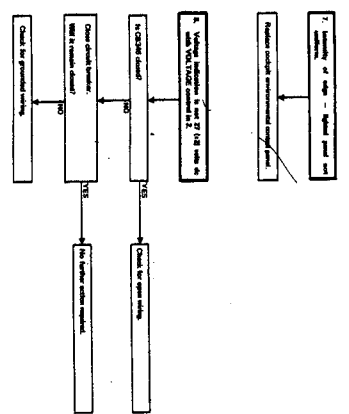 7. Intensity of edge — lighted panel not
uniform.
Replace cockpit environmental control panel.
8. Voltage indication is not 27 (±2) volts dc
with VOLTAGE control in 2.
Is CB340 closed?
YES
Check for open wiring.
NO
Close circuit breaker.
Will it remain closed?
YES
No further action required.
NO
Check for grounded wiring.